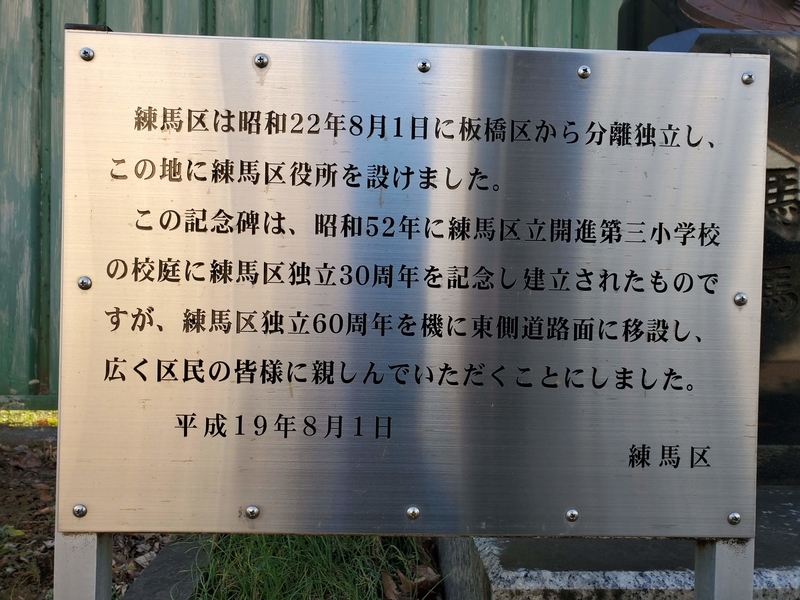 練馬区は昭和22年8月1日に板橋区から分離独立し、
この地に練馬区役所を設けました。
この記念碑は、昭和52年に練馬区立開進第三小学校
の校庭に練馬区独立30周年を記念し建立されたもので
すが、練馬区独立60周年を機に東側道路面に移設し、
広く区民の皆様に親しんでいただくことにしました。
平成19年8月1日
練馬区
馬